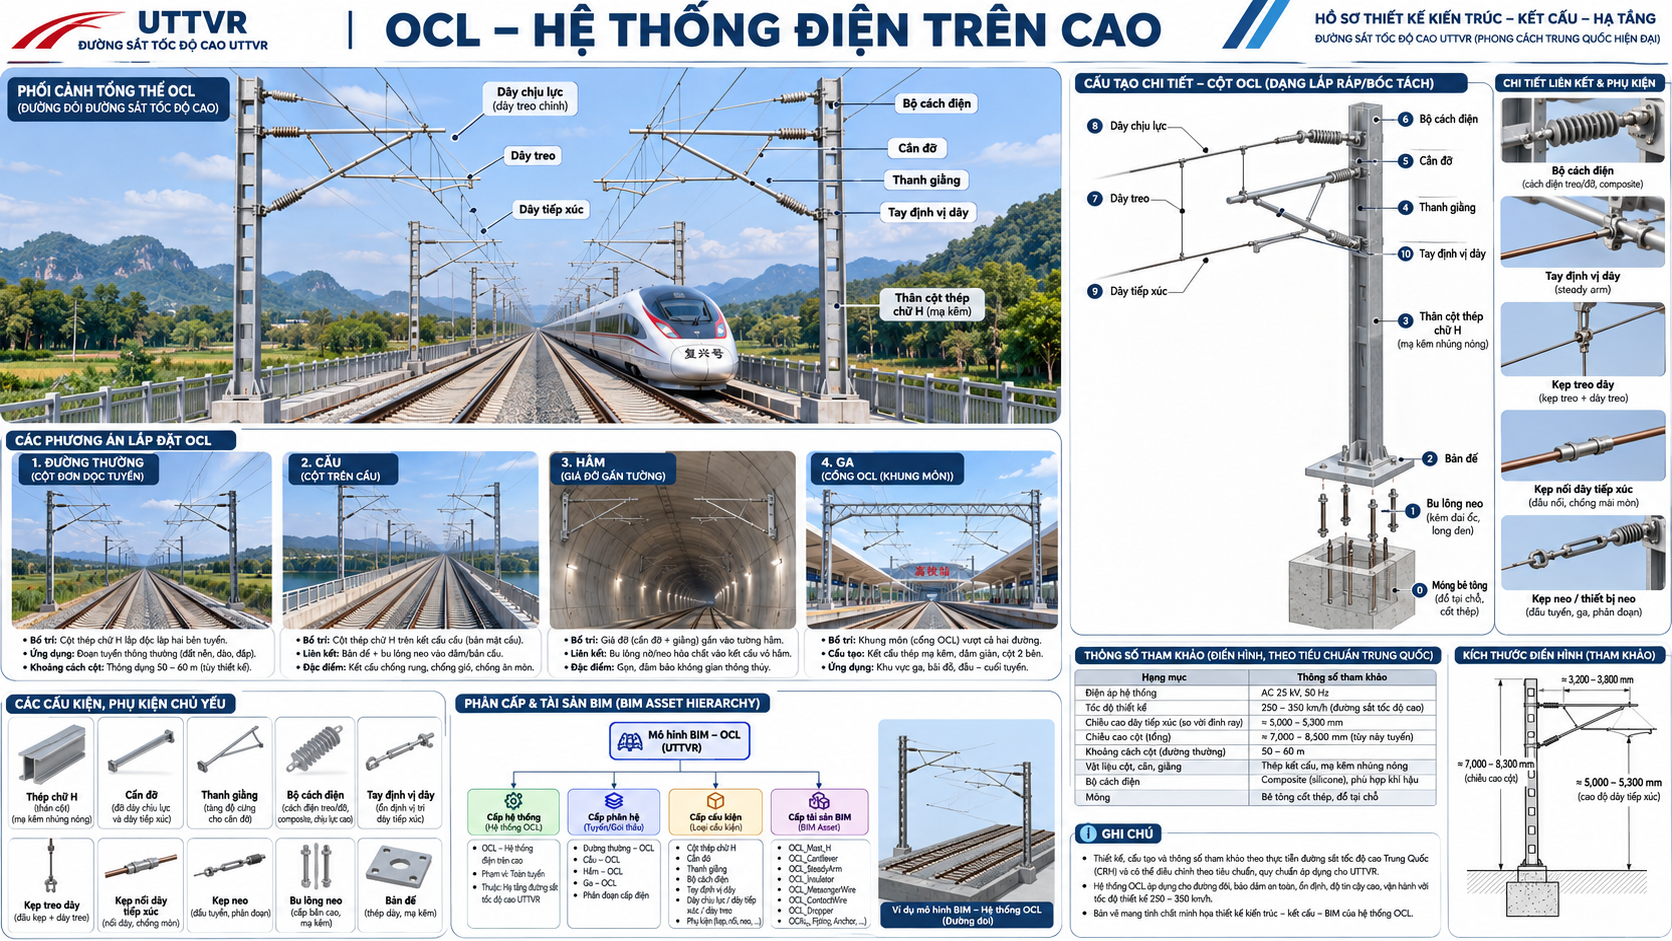 UTTVR
ĐƯỜNG SẮT TỐC ĐỘ CAO UTTVR
OCL – HỆ THỐNG ĐIỆN TRÊN CAO
HỒ SƠ THIẾT KẾ KIẾN TRÚC – KẾT CẤU – HẠ TẦNG
ĐƯỜNG SẮT TỐC ĐỘ CAO UTTVR (PHONG CÁCH TRUNG QUỐC HIỆN ĐẠI)
PHỐI CẢNH TỔNG THỂ OCL
(ĐƯỜNG ĐÔI ĐƯỜNG SẮT TỐC ĐỘ CAO)
Dây chịu lực
(dây treo chính)
Dây treo
Dây tiếp xúc
Bộ cách điện
Cần đỡ
Thanh giằng
Tay định vị dây
Thân cột thép
chữ H (mạ kẽm)
复兴号
CẤU TẠO CHI TIẾT – CỘT OCL (DẠNG LẮP RÁP/BÓC TÁCH)
8 Dây chịu lực
7 Dây treo
9 Dây tiếp xúc
6 Bộ cách điện
5 Cần đỡ
4 Thanh giằng
10 Tay định vị dây
3 Thân cột thép
chữ H
(mạ kẽm nhúng nóng)
2 Bản đế
1 Bu lông neo
(kèm đai ốc,
long đen)
0 Móng bê tông
(đổ tại chỗ,
cốt thép)
CHI TIẾT LIÊN KẾT & PHỤ KIỆN
Bộ cách điện
(cách điện treo/đỡ, composite)
Tay định vị dây
(steady arm)
Kẹp treo dây
(kẹp treo + dây treo)
Kẹp nối dây tiếp xúc
(đầu nối, chống mài mòn)
Kẹp neo / thiết bị neo
(đầu tuyến, ga, phân đoạn)
CÁC PHƯƠNG ÁN LẮP ĐẶT OCL
1. ĐƯỜNG THƯỜNG
(CỘT ĐƠN DỌC TUYẾN)
• Bố trí: Cột thép chữ H lắp độc lập hai bên tuyến.
• Ứng dụng: Đoạn tuyến thông thường (đất nền, đào, đắp).
• Khoảng cách cột: Thông dụng 50 – 60 m (tùy thiết kế).
2. CẦU
(CỘT TRÊN CẦU)
• Bố trí: Cột thép chữ H trên kết cấu cầu (bản mặt cầu).
• Liên kết: Bản đế + bu lông neo vào dầm/bản cầu.
• Đặc điểm: Kết cấu chống rung, chống gió, chống ăn mòn.
3. HẦM
(GIÁ ĐỠ GẮN TƯỜNG)
• Bố trí: Giá đỡ (cần đỡ + giằng) gắn vào tường hầm.
• Liên kết: Bu lông nở/neo hóa chất vào kết cấu vỏ hầm.
• Đặc điểm: Gọn, đảm bảo không gian thông thủy.
4. GA
(CỔNG OCL (KHUNG MÔN))
• Bố trí: Khung môn (cổng OCL) vượt cả hai đường.
• Cấu tạo: Kết cấu thép mạ kẽm, dầm giàn, cột 2 bên.
• Ứng dụng: Khu vực ga, bãi đỗ, đầu – cuối tuyến.
CÁC CẤU KIỆN, PHỤ KIỆN CHỦ YẾU
Thép chữ H
(thân cột)
(mạ kẽm nhúng nóng)
Cần đỡ
(đỡ dây chịu lực
và dây tiếp xúc)
Thanh giằng
(tăng độ cứng
cho cần đỡ)
Bộ cách điện
(cách điện treo/đỡ,
composite, chịu lực cao)
Tay định vị dây
(ổn định vị trí
dây tiếp xúc)
Kẹp treo dây
(đầu kẹp + dây treo)
Kẹp nối dây
tiếp xúc
(nối dây, chống mòn)
Kẹp neo
(đầu tuyến, phân đoạn)
Bu lông neo
(cấp bền cao,
mạ kẽm)
Bản đế
(thép dày, mạ kẽm)
PHÂN CẤP & TÀI SẢN BIM (BIM ASSET HIERARCHY)
Mô hình BIM – OCL
(UTTVR)
Cấp hệ thống
(Hệ thống OCL)
• OCL – Hệ thống
điện trên cao
• Phạm vi: Toàn tuyến
• Thuộc: Hạ tầng đường sắt
tốc độ cao UTTVR
Cấp phân hệ
(Tuyến/Gói thầu)
• Đường thường – OCL
• Cầu – OCL
• Hầm – OCL
• Ga – OCL
• Phân đoạn cấp điện
Cấp cấu kiện
(Loại cấu kiện)
• Cột thép chữ H
• Cần đỡ
• Thanh giằng
• Bộ cách điện
• Tay định vị dây
• Dây chịu lực / dây tiếp
xúc / dây treo
• Phụ kiện (kẹp, nối, neo, ...)
Cấp tài sản BIM
(BIM Asset)
• OCL_Mast_H
• OCL_Cantilever
• OCL_SteadyArm
• OCL_Insulator
• OCL_MessengerWire
• OCL_ContactWire
• OCL_Dropper
Ví dụ mô hình BIM – Hệ thống OCL
(Đường đôi)
THÔNG SỐ THAM KHẢO (ĐIỂN HÌNH, THEO TIÊU CHUẨN TRUNG QUỐC)
Hạng mục Thông số tham khảo
Điện áp hệ thống AC 25 kV, 50 Hz
Tốc độ thiết kế 250 – 350 km/h (đường sắt tốc độ cao)
Chiều cao dây tiếp xúc (so với đỉnh ray) ≈ 5,000 – 5,300 mm
Chiều cao cột (tổng) ≈ 7,000 – 8,500 mm (tùy này tuyến)
Khoảng cách cột (đường thường) 50 – 60 m
Vật liệu cột, cần, giằng Thép kết cấu, mạ kẽm nhúng nóng
Bộ cách điện Composite (silicone), phù hợp khí hậu
Móng Bê tông cốt thép, đổ tại chỗ
GHI CHÚ
• Thiết kế, cấu tạo và thông số tham khảo theo thực tiễn đường sắt tốc độ cao Trung Quốc
(CRH) và có thể điều chỉnh theo tiêu chuẩn, quy chuẩn áp dụng cho UTTVR.
• Hệ thống OCL áp dụng cho đường đôi, bảo đảm an toàn, ổn định, độ tin cậy cao, vận hành với
tốc độ thiết kế 250 – 350 km/h.
• Bản vẽ mang tính chất minh họa thiết kế kiến trúc – kết cấu – BIM của hệ thống OCL.
KÍCH THƯỚC ĐIỂN HÌNH (THAM KHẢO)
≈ 3,200 – 3,800 mm
≈ 7,000 – 8,300 mm
(chiều cao cột)
≈ 5,000 – 5,300 mm
(cao độ dây tiếp xúc)